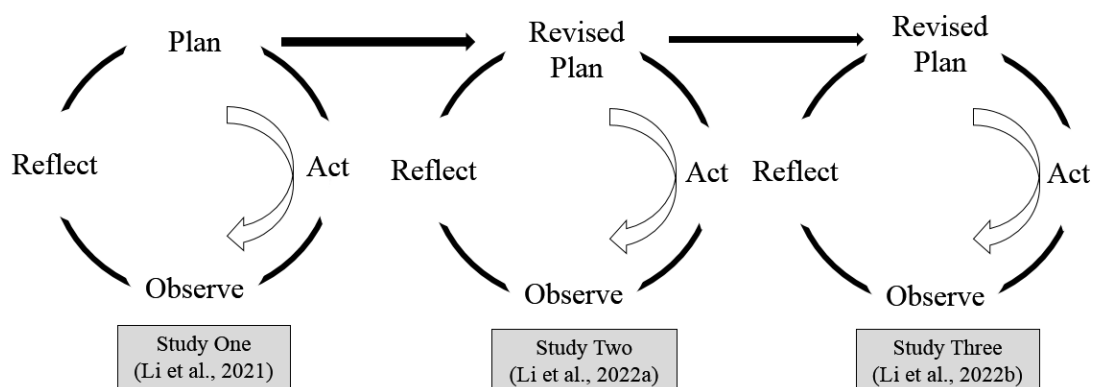 Plan
Reflect
Act
Observe
Study One
(Li et al., 2021)
Revised
Plan
Reflect
Act
Observe
Study Two
(Li et al., 2022a)
Revised
Plan
Reflect
Act
Observe
Study Three
(Li et al., 2022b)